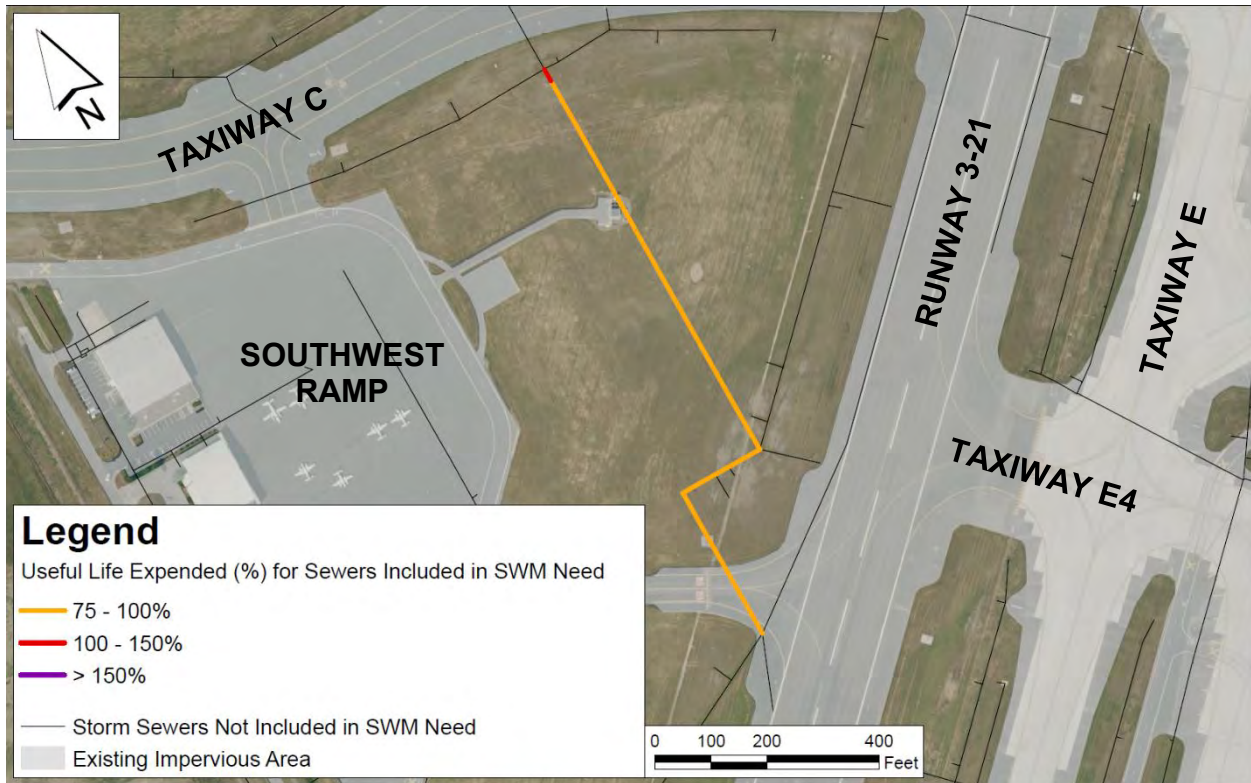 N
TAXIWAY C
RUNWAY 3-21
TAXIWAY E
SOUTHWEST
RAMP
TAXIWAY E4
Legend
Useful Life Expended (%) for Sewers Included in SWM Need
75 - 100%
100 - 150%
> 150%
Storm Sewers Not Included in SWM Need
Existing Impervious Area
0 100 200 400
Feet